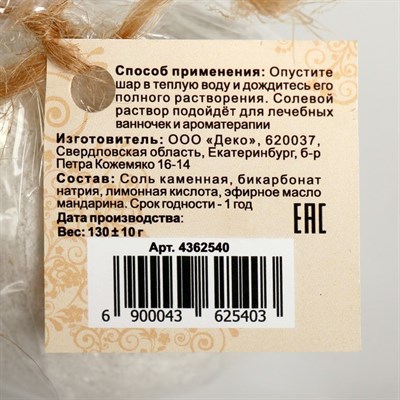 Способ применения: Опустите
шар в теплую воду и дождитесь его
полного растворения. Солевой
раствор подойдёт для лечебных
ванночек и ароматерапии
Изготовитель: ООО «Деко», 620037,
Свердловская область, Екатеринбург, б-р
Петра Кожемяко 16-14
Состав: Соль каменная, бикарбонат
натрия, лимонная кислота, эфирное масло
мандарина. Срок годности - 1 год
Дата производства:
Вес: 130 ± 10 г
EAC
Арт. 4362540
6 900043 625403